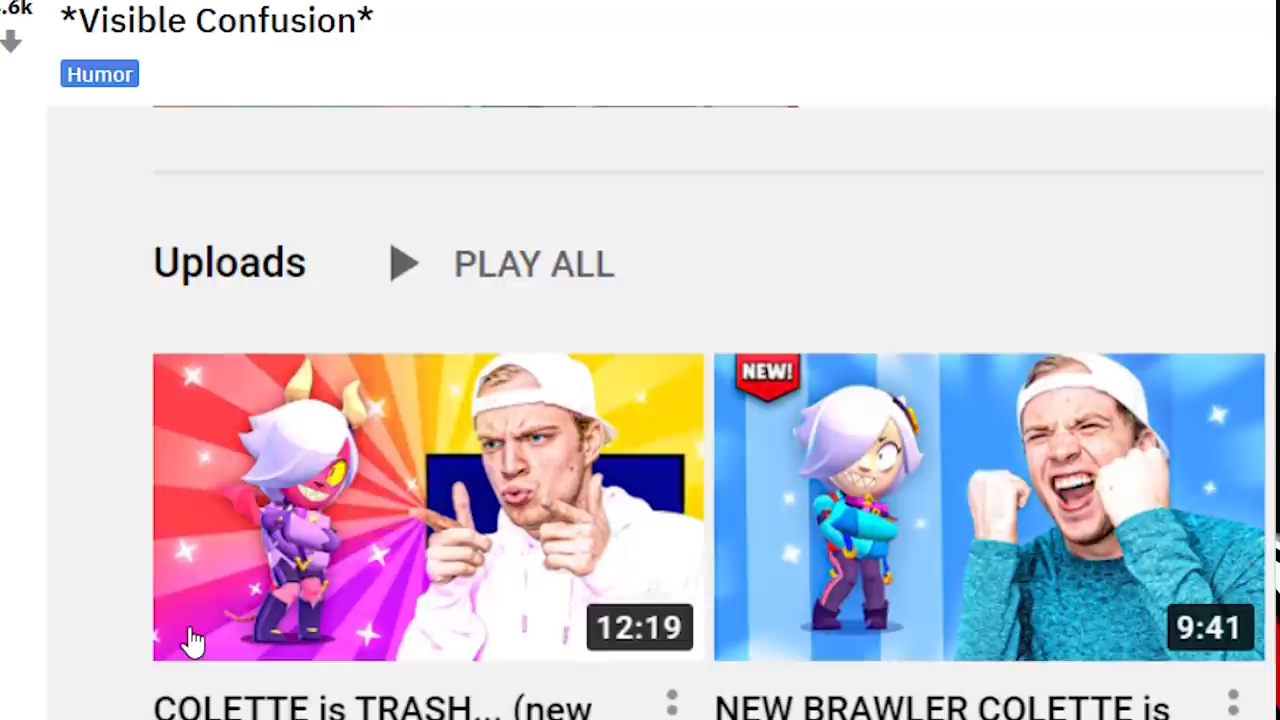 .6k
*Visible Confusion*
Humor
Uploads
PLAY ALL
NEW!
12:19
9:41
COLETTE is TRASH... (new
NEW BRAWLER COLETTE is